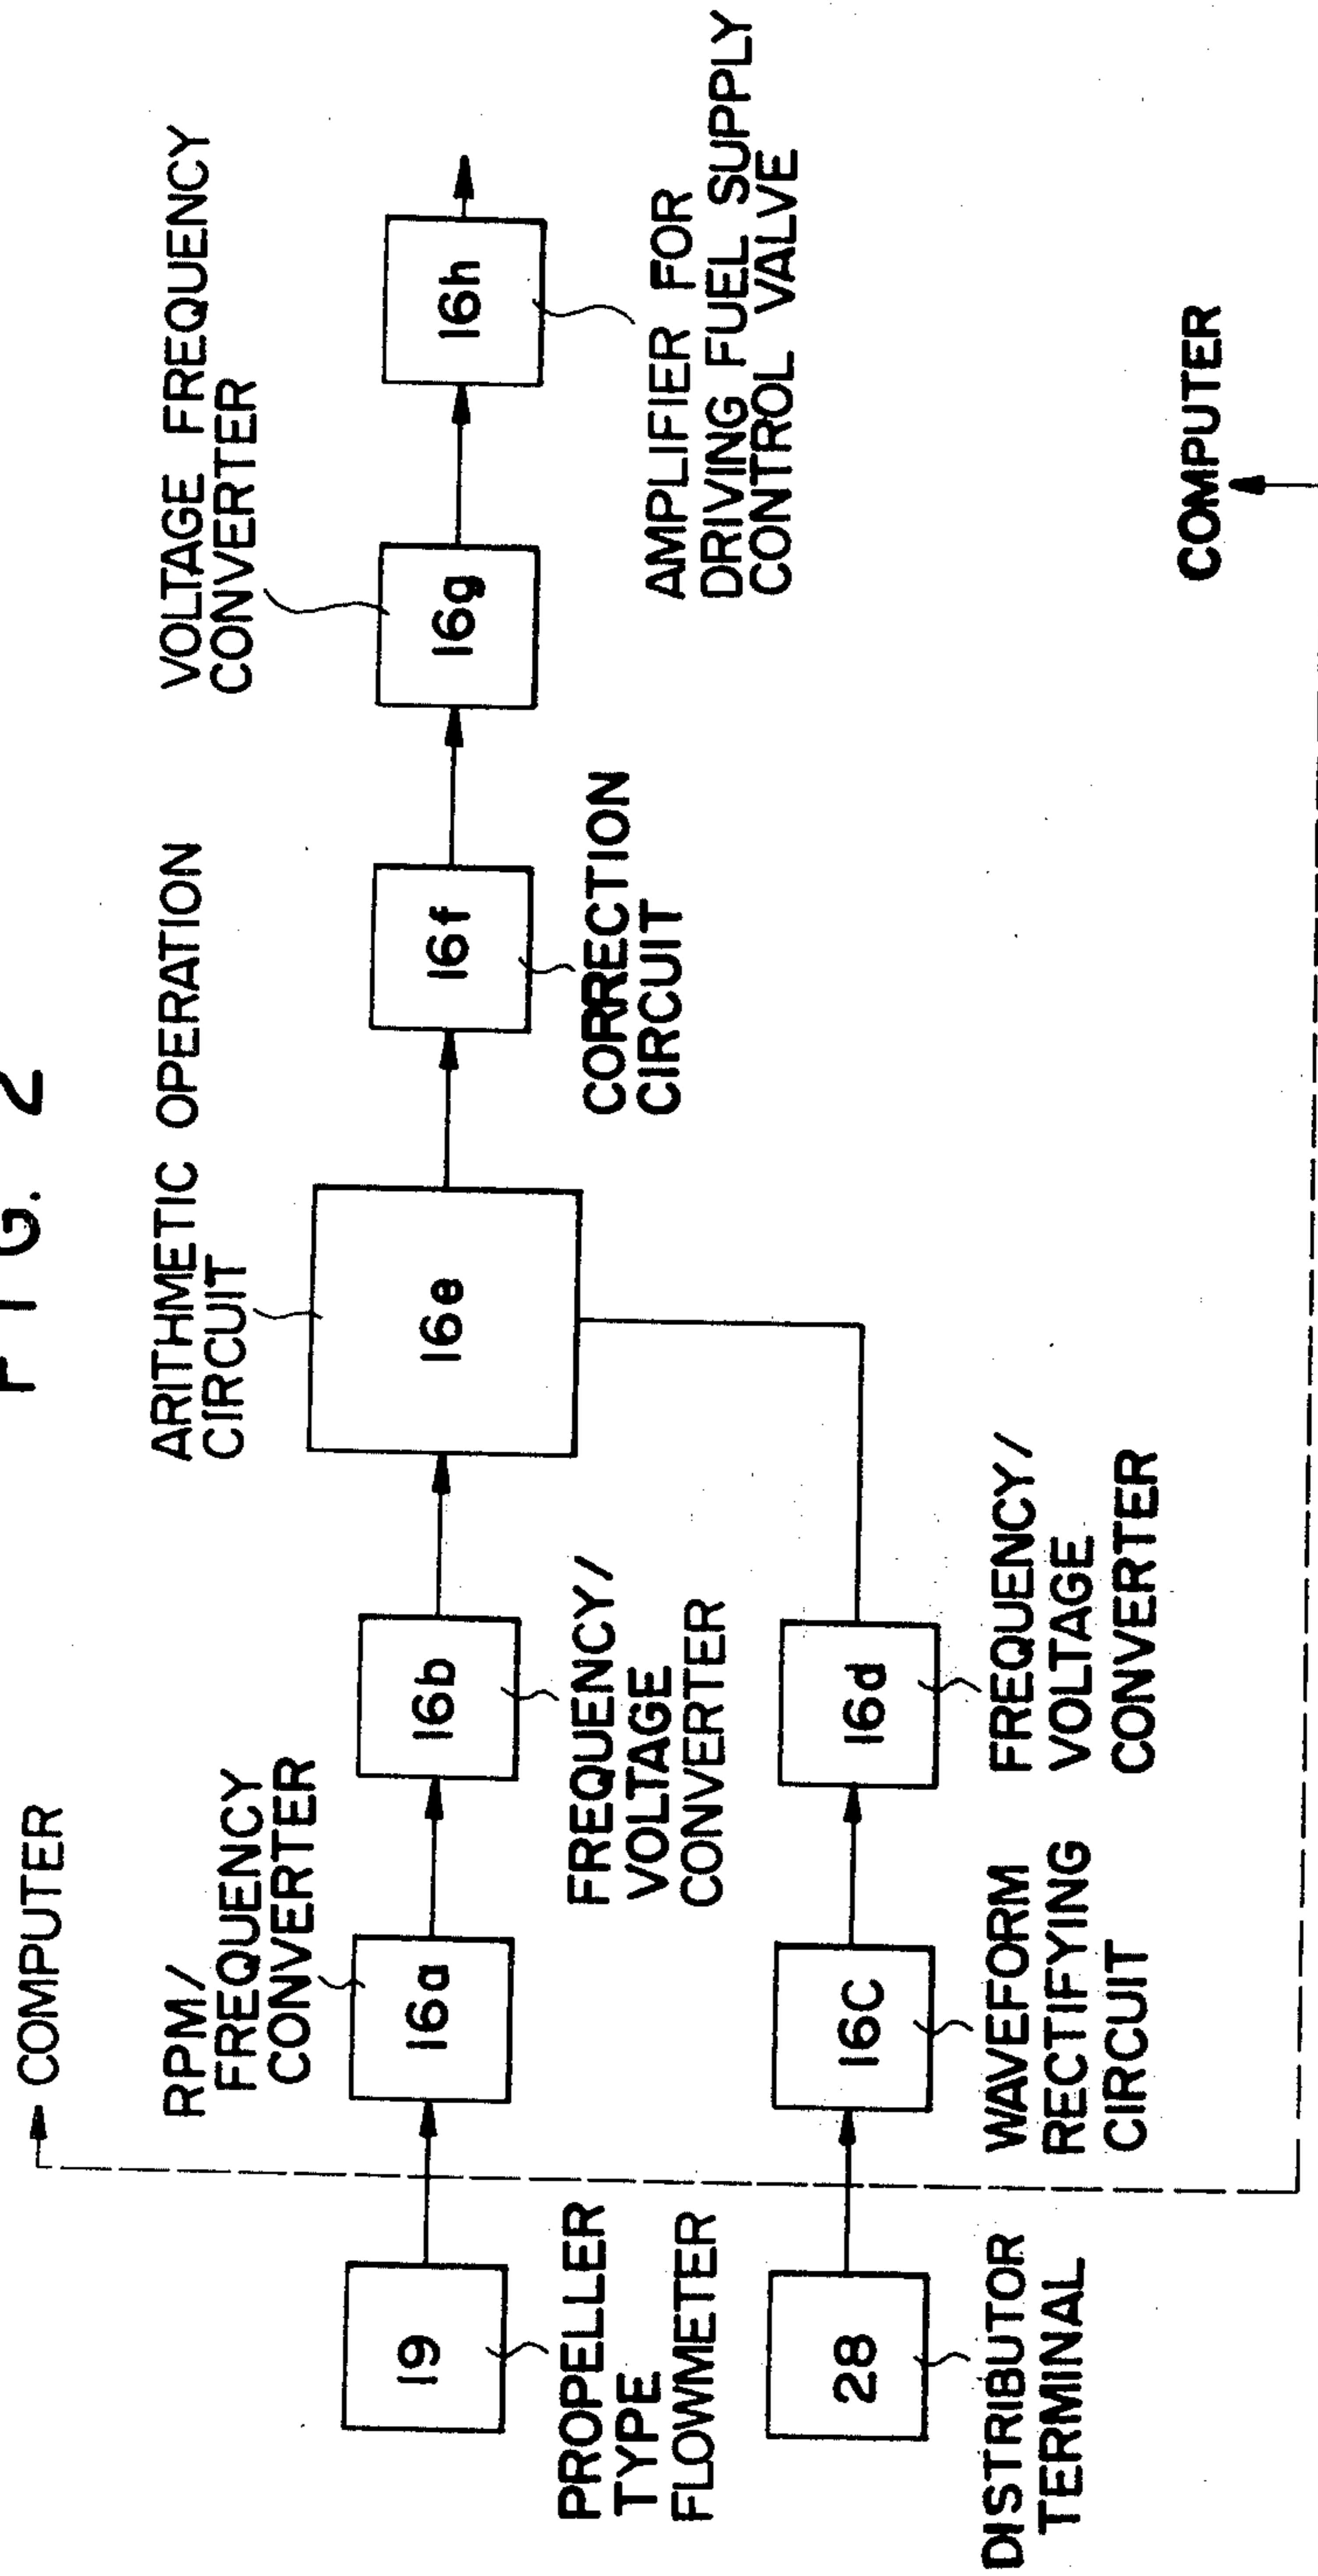 FIG. 2
COMPUTER
RPM/
FREQUENCY
CONVERTER
ARITHMETIC OPERATION
CIRCUIT
VOLTAGE FREQUENCY
CONVERTER
19
16a
16b
16e
16f
16g
16h
PROPELLER
TYPE
FLOWMETER
FREQUENCY/
VOLTAGE
CONVERTER
CORRECTION
CIRCUIT
AMPLIFIER FOR
DRIVING FUEL SUPPLY
CONTROL VALVE
28
16C
16d
DISTRIBUTOR
TERMINAL
WAVEFORM
RECTIFYING
CIRCUIT
FREQUENCY/
VOLTAGE
CONVERTER
COMPUTER